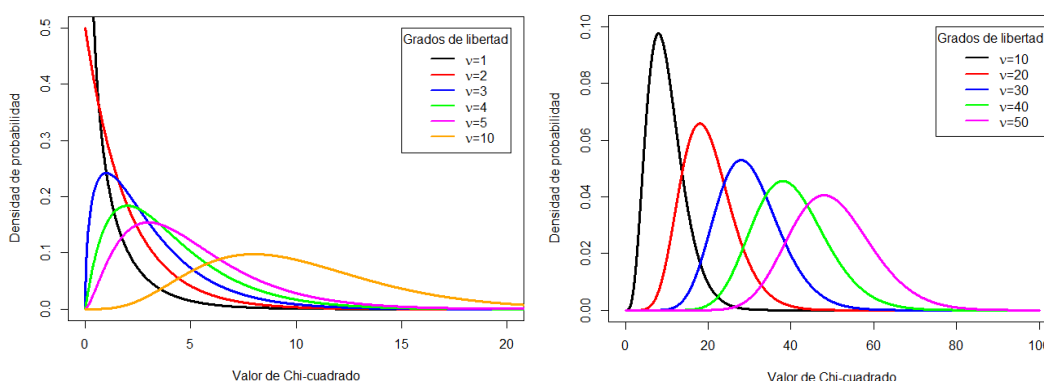 Grados de libertad
ν=1
ν=2
ν=3
ν=4
ν=5
ν=10
Densidad de probabilidad
0.0
0.1
0.2
0.3
0.4
0.5
0
5
10
15
20
Valor de Chi-cuadrado
Grados de libertad
ν=10
ν=20
ν=30
ν=40
ν=50
Densidad de probabilidad
0.00
0.02
0.04
0.06
0.08
0.10
0
20
40
60
80
100
Valor de Chi-cuadrado